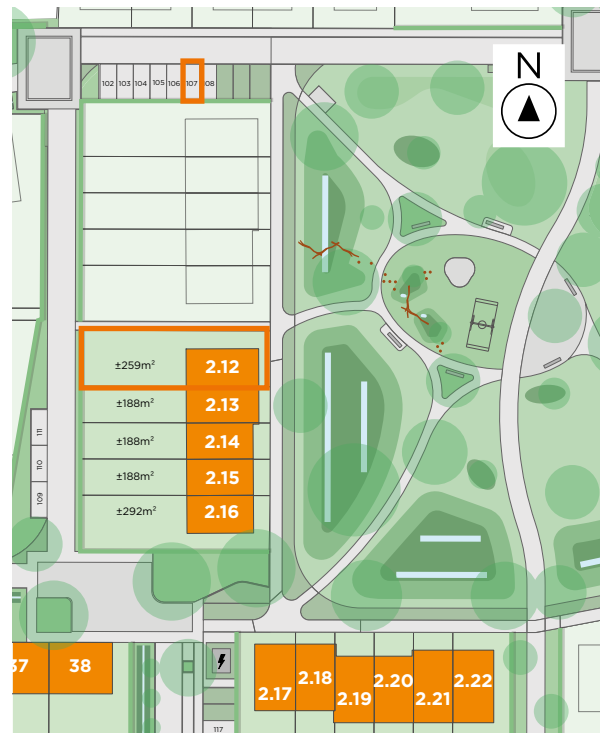 N
102 103 104 105 106 107 108
±259m² 2.12
±188m² 2.13
±188m² 2.14
±188m² 2.15
±292m² 2.16
111
110
109
37 38
2.17 2.18 2.19 2.20 2.21 2.22
117